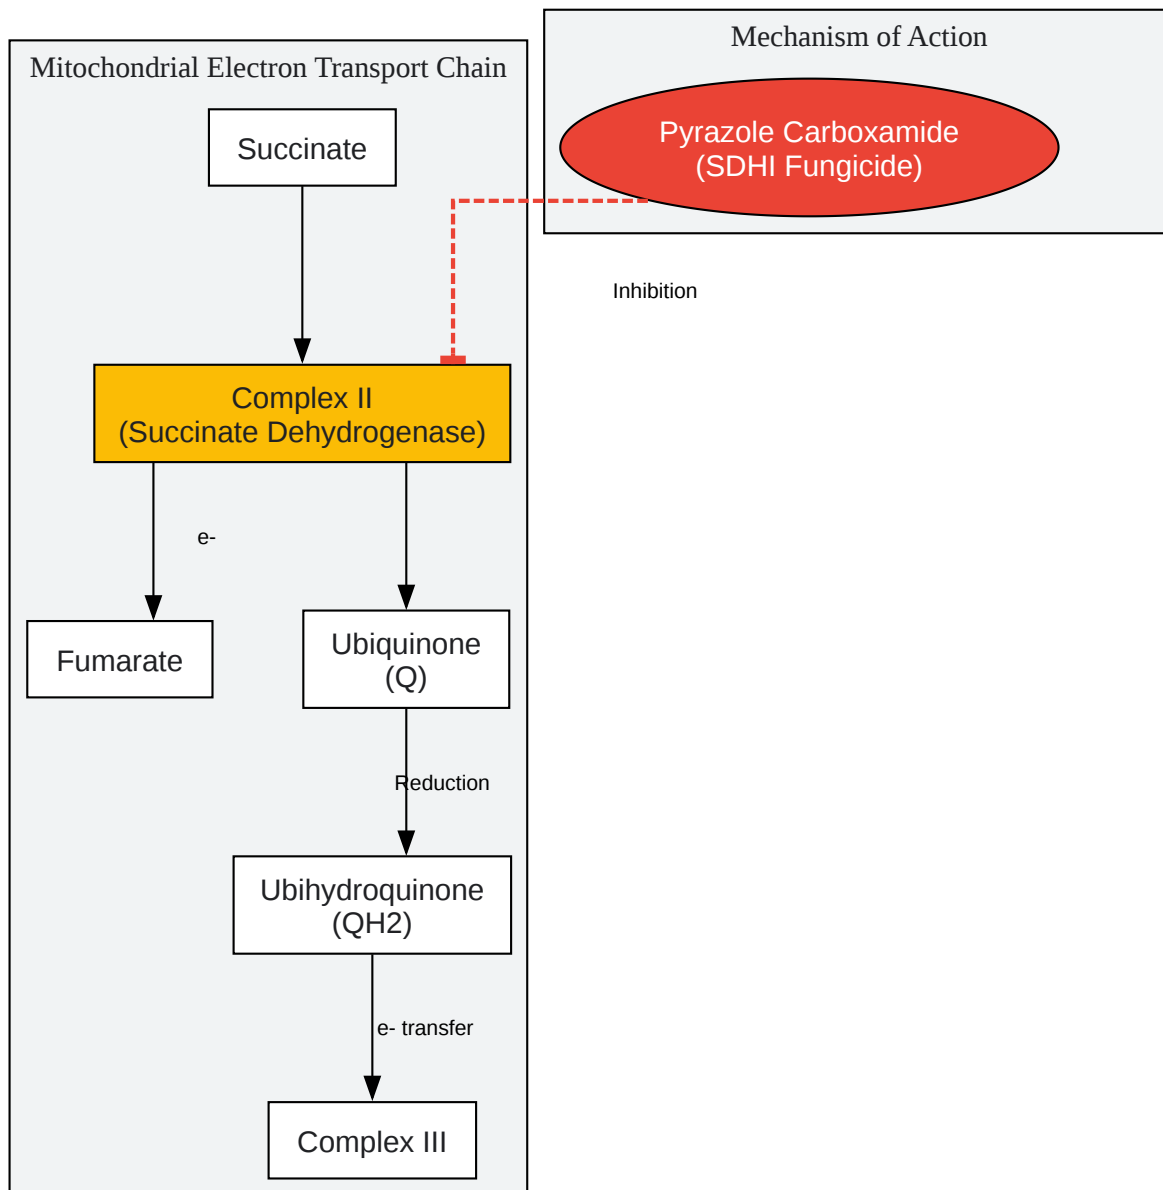 Mechanism of Action
Mitochondrial Electron Transport Chain
Pyrazole Carboxamide
(SDHI Fungicide)
Succinate
Inhibition
Complex II
(Succinate Dehydrogenase)
e-
Fumarate
Ubiquinone
(Q)
Reduction
Ubihydroquinone
(QH2)
e- transfer
Complex III